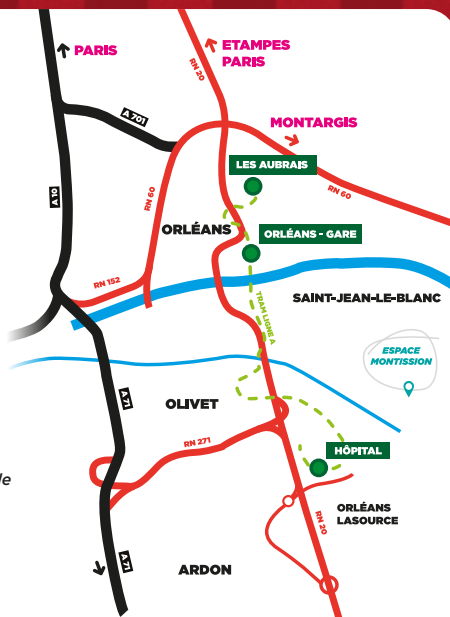 PARIS
ETAMPES
PARIS
RN 20
A 701
MONTARGIS
LES AUBRAIS
A 10
RN 60
RN 60
ORLÉANS
ORLÉANS - GARE
RN 152
SAINT-JEAN-LE-BLANC
TRAM LIGNE A
ESPACE
MONTISSION
A 71
OLIVET
RN 271
HÔPITAL
le
ORLÉANS
LASOURCE
RN 20
A 71
ARDON